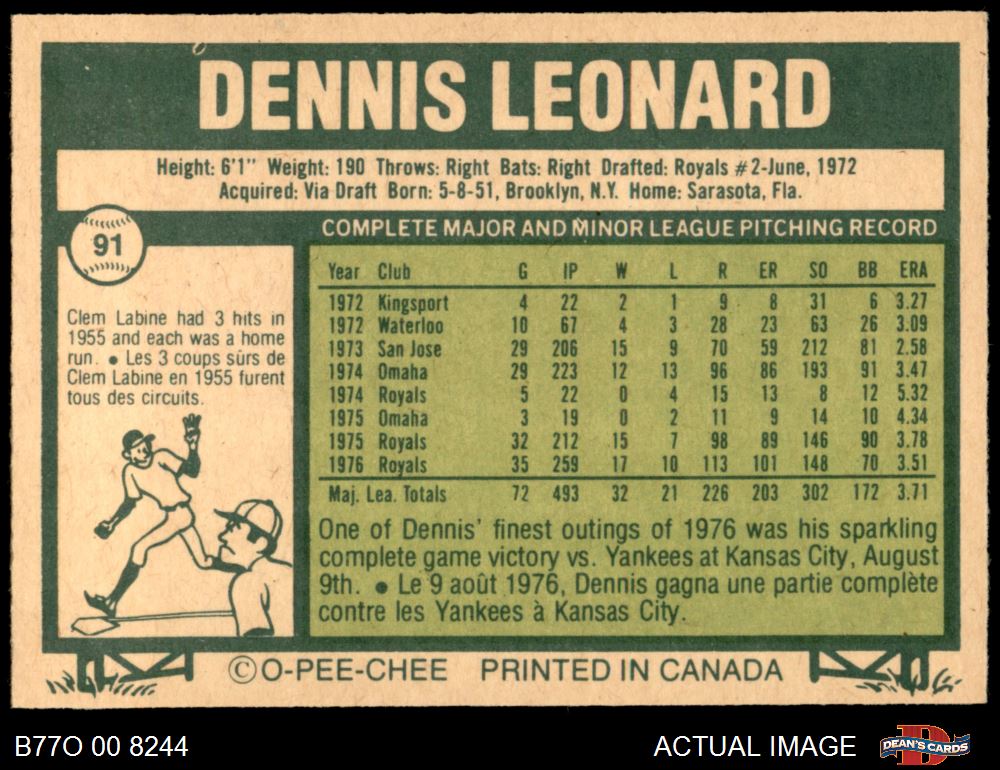 DENNIS LEONARD
Height: 6'1" Weight: 190 Throws: Right Bats: Right Drafted: Royals #2-June, 1972
Acquired: Via Draft Born: 5-8-51, Brooklyn, N.Y. Home: Sarasota, Fla.
91
Clem Labine had 3 hits in
1955 and each was a home
run. ● Les 3 coups sûrs de
Clem Labine en 1955 furent
tous des circuits.
COMPLETE MAJOR AND MINOR LEAGUE PITCHING RECORD
Year Club G IP W L R ER SO BB ERA
1972 Kingsport 4 22 2 1 9 8 31 6 3.27
1972 Waterloo 10 67 4 3 28 23 63 26 3.09
1973 San Jose 29 206 15 9 70 59 212 81 2.58
1974 Omaha 29 223 12 13 96 86 193 91 3.47
1974 Royals 5 22 0 4 15 13 8 12 5.32
1975 Omaha 3 19 0 2 11 9 14 10 4.34
1975 Royals 32 212 15 7 98 89 146 90 3.78
1976 Royals 35 259 17 10 113 101 148 70 3.51
Maj. Lea. Totals 72 493 32 21 226 203 302 172 3.71
One of Dennis' finest outings of 1976 was his sparkling
complete game victory vs. Yankees at Kansas City, August
9th. ● Le 9 août 1976, Dennis gagna une partie complète
contre les Yankees à Kansas City.
©O-PEE-CHEE PRINTED IN CANADA
B77O 00 8244
ACTUAL IMAGE
DEAN'S CARDS